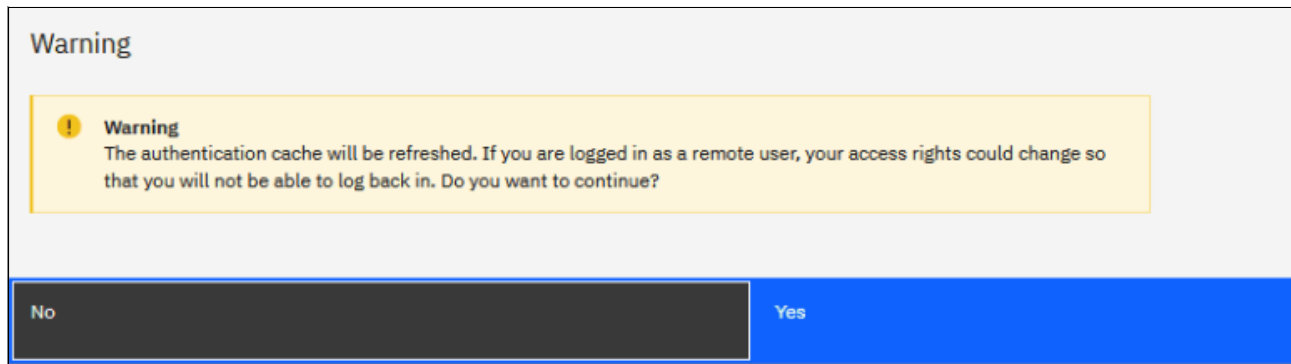 Warning
Warning
The authentication cache will be refreshed. If you are logged in as a remote user, your access rights could change so
that you will not be able to log back in. Do you want to continue?
No
Yes